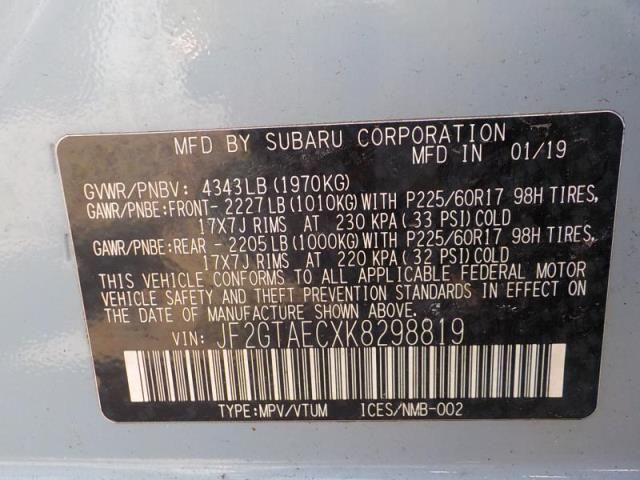 MFD BY SUBARU CORPORATION
MFD IN 01/19
GVWR/PNBV: 4343LB (1970KG)
GAWR/PNBE:FRONT- 2227 LB (1010KG) WITH P225/60R17 98H TIRES,
17X7J RIMS AT 230 KPA ( 33 PSI) COLD
GAWR/PNBE:REAR - 2205 LB (1000KG) WITH P225/60R17 98H TIRES,
17X7J RIMS AT 220 KPA ( 32 PSI) COLD
THIS VEHICLE CONFORMS TO ALL APPLICABLE FEDERAL MOTOR
VEHICLE SAFETY AND THEFT PREVENTION STANDARDS IN EFFECT
ON THE DATE OF MANUFACTURE SHOWN ABOVE.
VIN: JF2GTAECXK8298819
TYPE:MPV/VTUM ICES/NMB-002